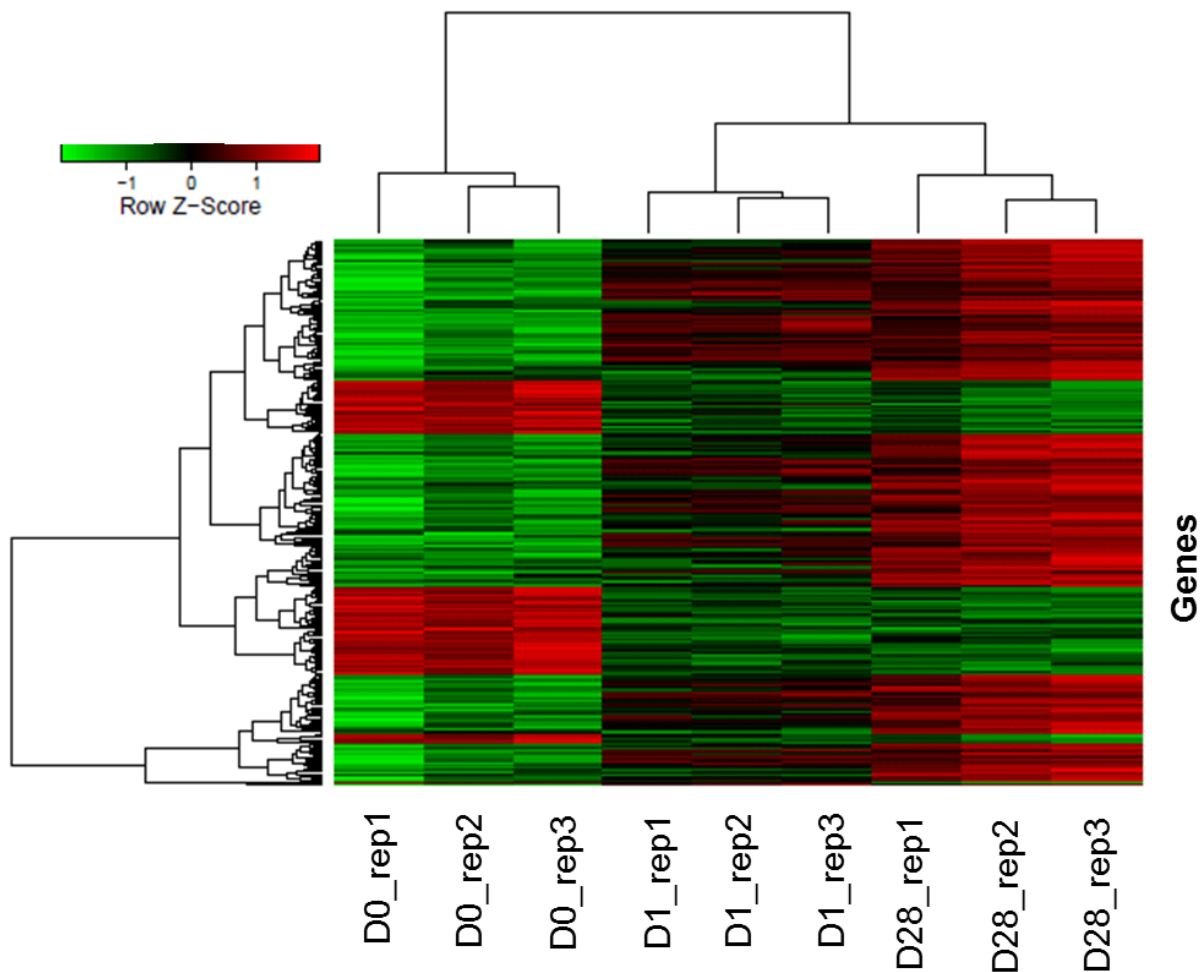 −1 0 1
Row Z−Score
Genes
D0_rep1
D0_rep2
D0_rep3
D1_rep1
D1_rep2
D1_rep3
D28_rep1
D28_rep2
D28_rep3